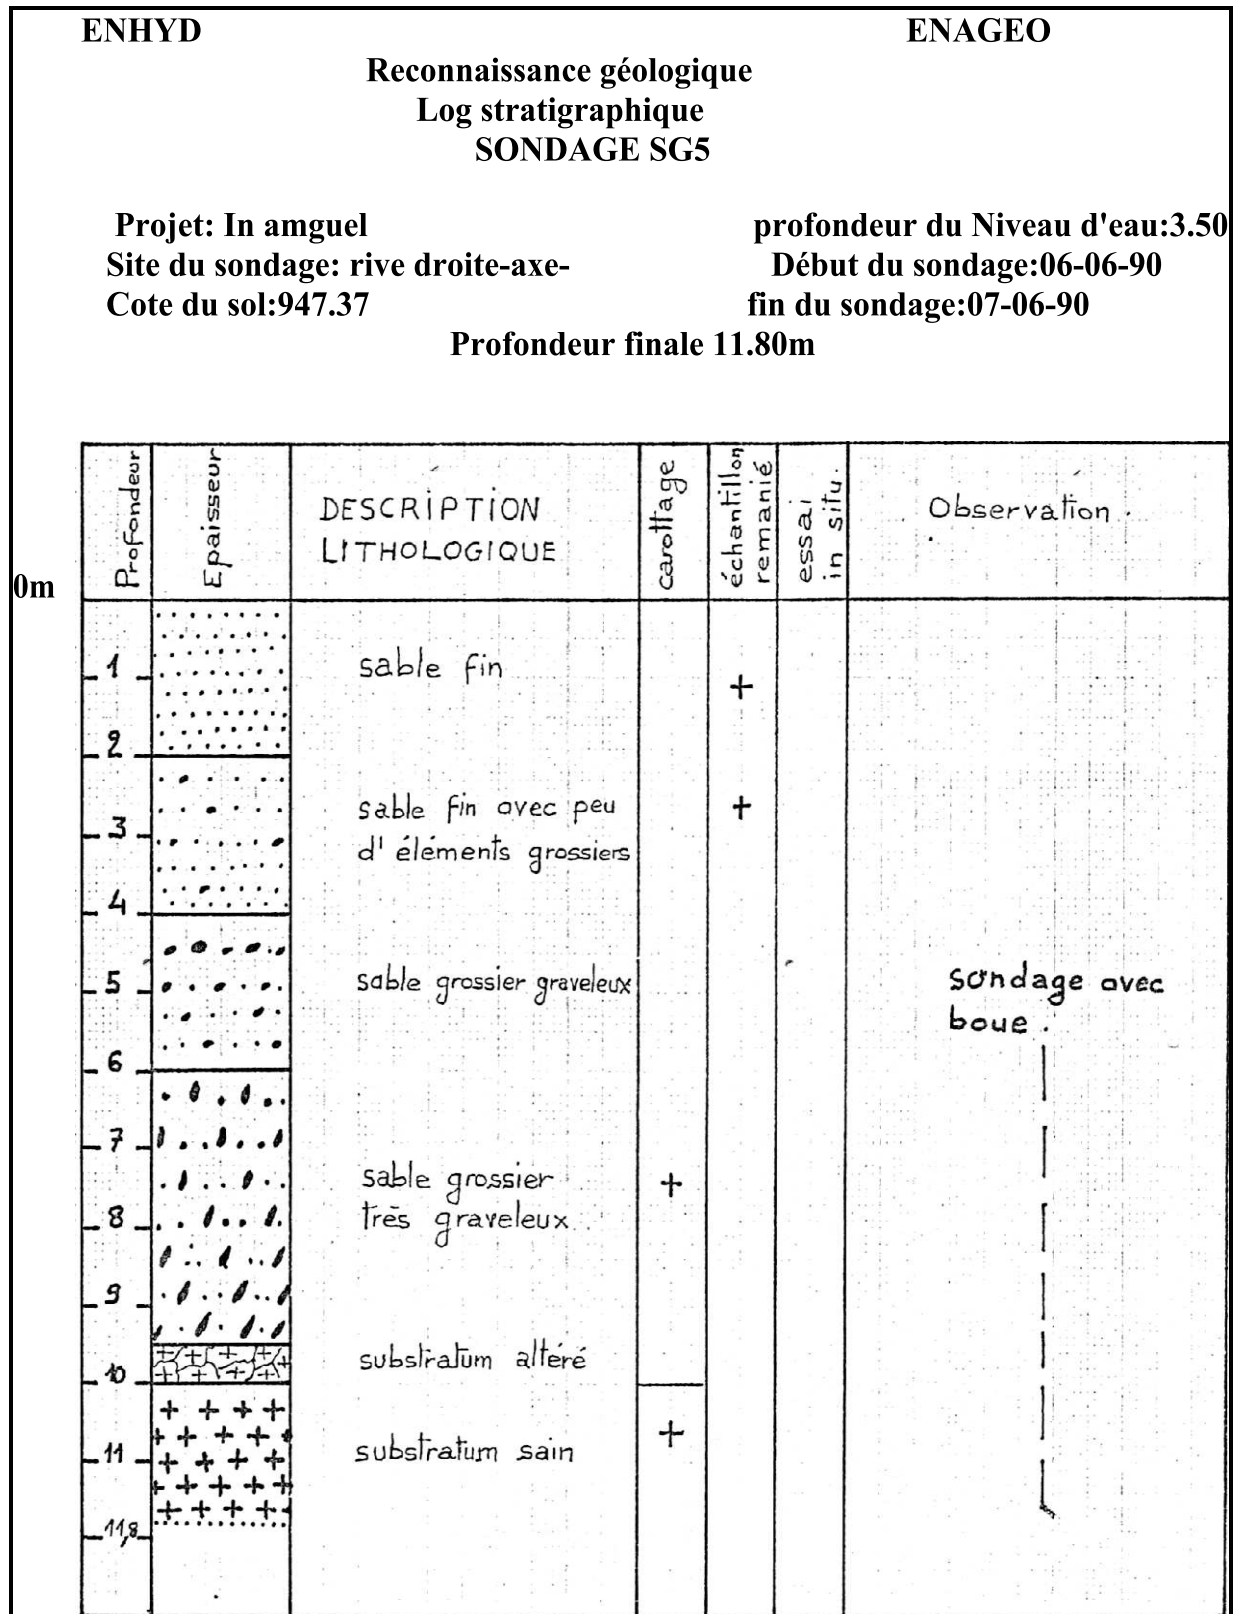 ENHYD ENAGEO
Reconnaissance géologique
Log stratigraphique
SONDAGE SG5
Projet: In amguel profondeur du Niveau d'eau:3.50
Site du sondage: rive droite-axe- Début du sondage:06-06-90
Cote du sol:947.37 fin du sondage:07-06-90
Profondeur finale 11.80m
Profondeur
Epaisseur
DESCRIPTION
LITHOLOGIQUE
carottage
échantillon
remanié
essai
in situ.
Observation.
0m
1 sable fin +
2
sable fin avec peu +
3
d'éléments grossiers
4
5 sable grossier graveleux sondage avec
boue.
6
7
sable grossier +
8 très graveleux
9
substratum altéré
10
+
11 substratum sain
11,8